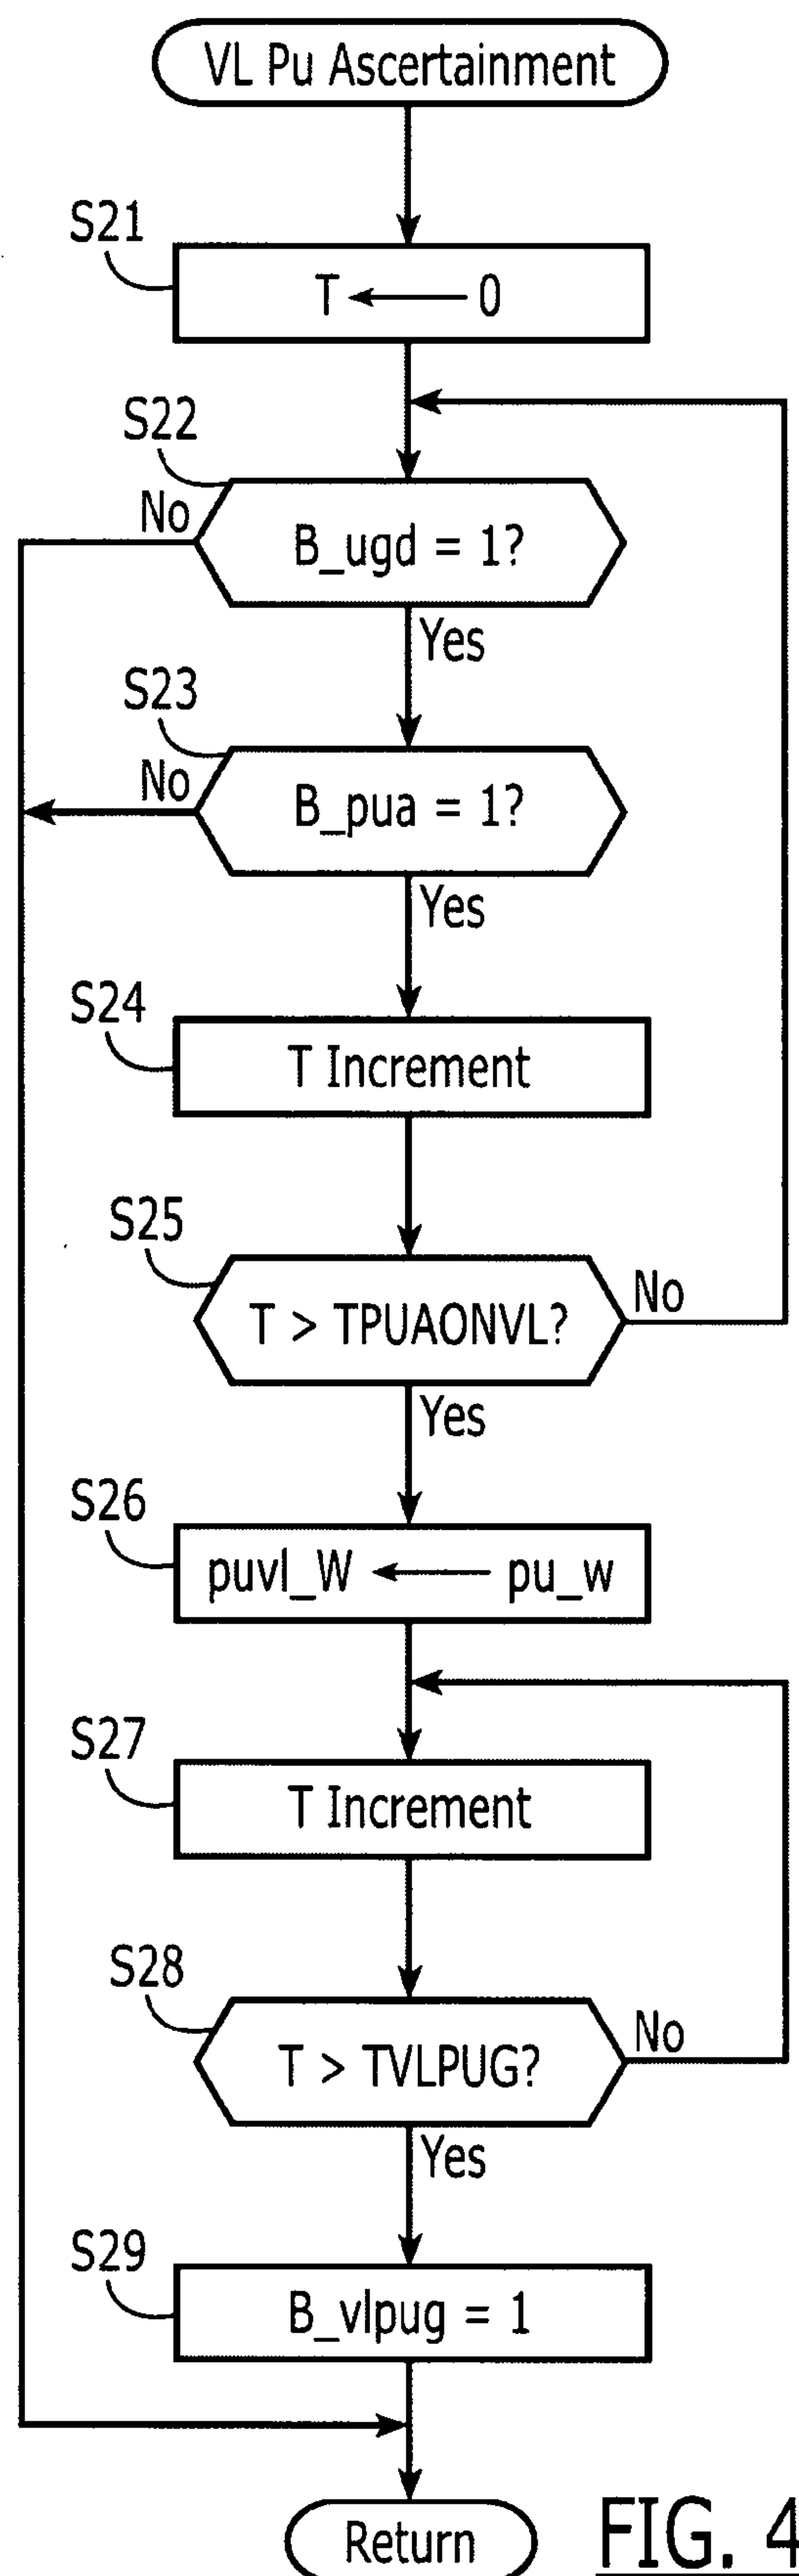 VL Pu Ascertainment
S21
T ← 0
S22
No
B_ugd = 1?
Yes
S23
No
B_pua = 1?
Yes
S24
T Increment
S25
T > TPUAONVL?
No
Yes
S26
puvl_W ← pu_w
S27
T Increment
S28
T > TVLPUG?
No
Yes
S29
B_vlpug = 1
Return
FIG. 4